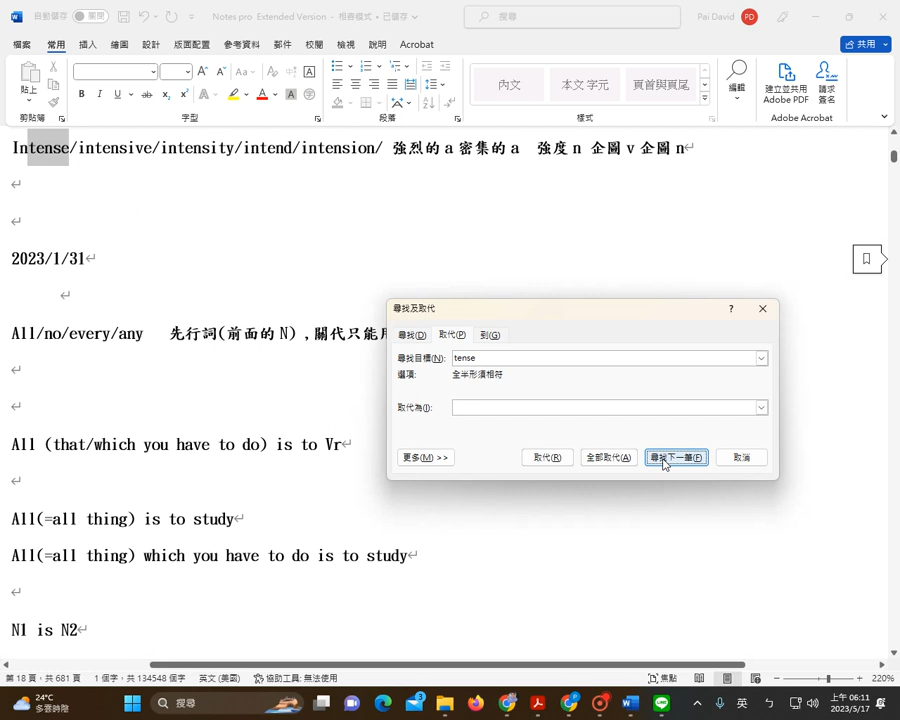 自動儲存 關閉 Notes pro Extended Version - 相容模式 • 已儲存 搜尋 Pai David PD
檔案 常用 插入 繪圖 設計 版面配置 參考資料 郵件 校閱 檢視 說明 Acrobat 共用
貼上
剪貼簿
B I U ab x₂ x² A A A A
字型
段落
內文 本文 字元 頁首與頁尾
樣式
編輯
建立並共用 Adobe PDF
請求 簽名
Adobe Acrobat
Intense/intensive/intensity/intend/intension/ 強烈的 a 密集的 a 強度 n 企圖 v 企圖 n
2023/1/31
All/no/every/any 先行詞(前面的 N) ,關代只能用
All (that/which you have to do) is to Vr
All(=all thing) is to study
All(=all thing) which you have to do is to study
N1 is N2
尋找及取代 ?
尋找(D) 取代(P) 到(G)
尋找目標(N): tense
選項: 全半形須相符
取代為(I):
更多(M) >> 取代(R) 全部取代(A) 尋找下一筆(F) 取消
第 18 頁，共 681 頁 1 個字，共 134548 個字 英文 (美國) 協助工具: 無法使用 焦點 220%
24°C
多雲時陰
搜尋
3
英
上午 06:11
2023/5/17